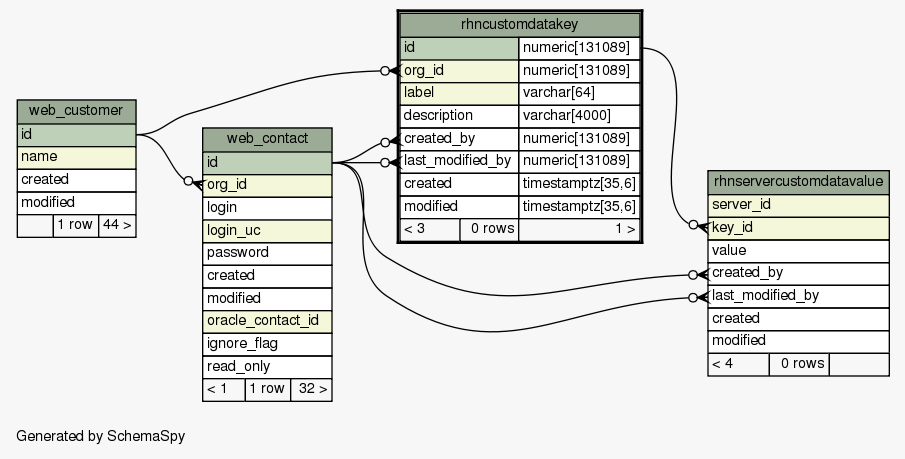 rhncustomdatakey
id numeric[131089]
org_id numeric[131089]
label varchar[64]
description varchar[4000]
created_by numeric[131089]
last_modified_by numeric[131089]
created timestamptz[35,6]
modified timestamptz[35,6]
< 3 0 rows 1 >
web_customer
id
name
created
modified
1 row 44 >
web_contact
id
org_id
login
login_uc
password
created
modified
oracle_contact_id
ignore_flag
read_only
< 1 1 row 32 >
rhnservercustomdatavalue
server_id
key_id
value
created_by
last_modified_by
created
modified
< 4 0 rows
Generated by SchemaSpy